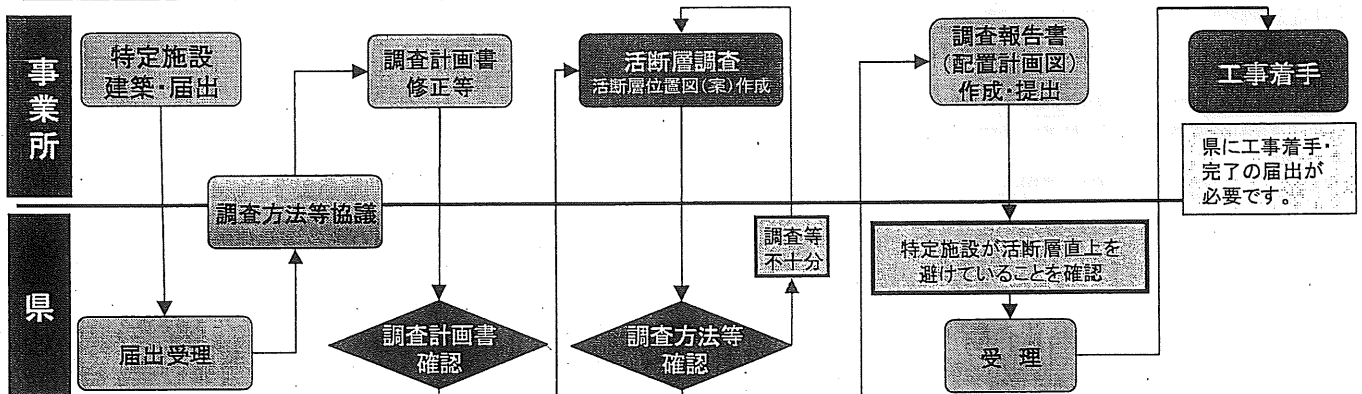 事業所
特定施設
建築・届出
調査計画書
修正等
活断層調査
活断層位置図(案)作成
調査報告書
(配置計画図)
作成・提出
工事着手
県に工事着手・
完了の届出が
必要です。
調査方法等協議
県
届出受理
調査計画書
確認
調査方法等
確認
調査等
不十分
特定施設が活断層直上を
避けていることを確認
受理